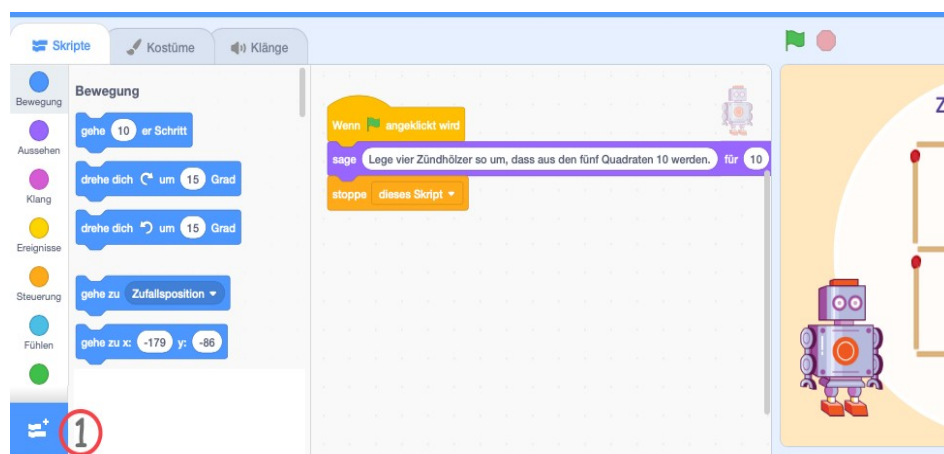 Skripte
Kostüme
Klänge
Bewegung
Aussehen
Klang
Ereignisse
Steuerung
Fühlen
1
Bewegung
gehe 10 er Schritt
drehe dich um 15 Grad
drehe dich um 15 Grad
gehe zu Zufallsposition
gehe zu x: -179 y: -86
Wenn angeklickt wird
sage Lege vier Zündhölzer so um, dass aus den fünf Quadraten 10 werden. für 10
stoppe dieses Skript
Z